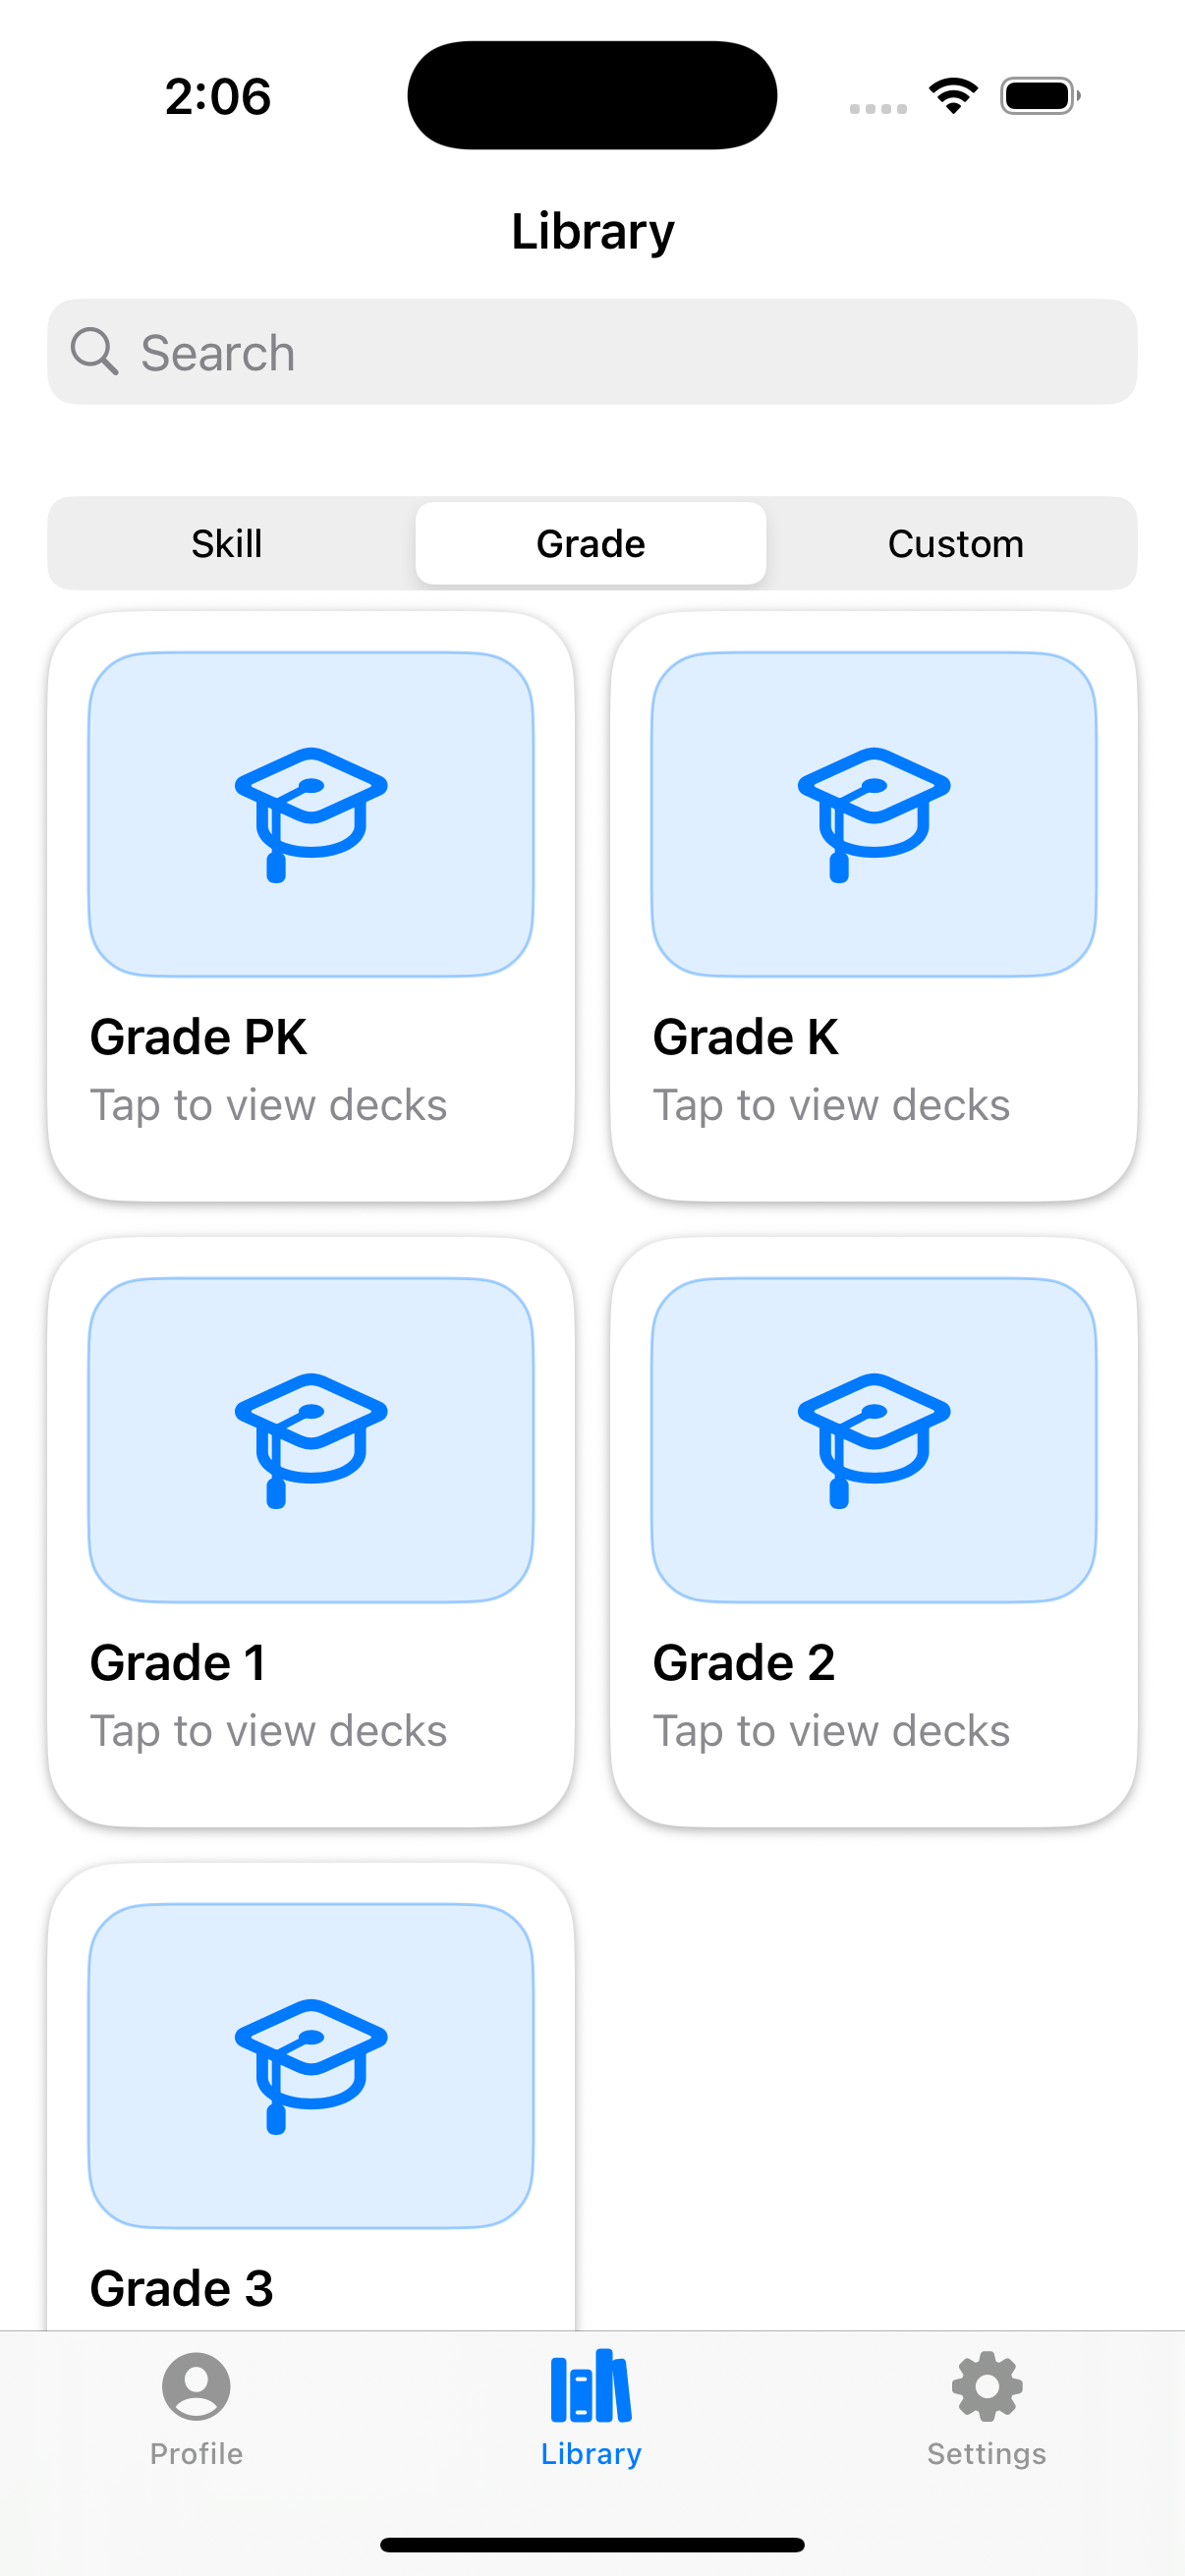 2:06
Library
Search
Skill
Grade
Custom
Grade PK
Tap to view decks
Grade K
Tap to view decks
Grade 1
Tap to view decks
Grade 2
Tap to view decks
Grade 3
Profile
Library
Settings